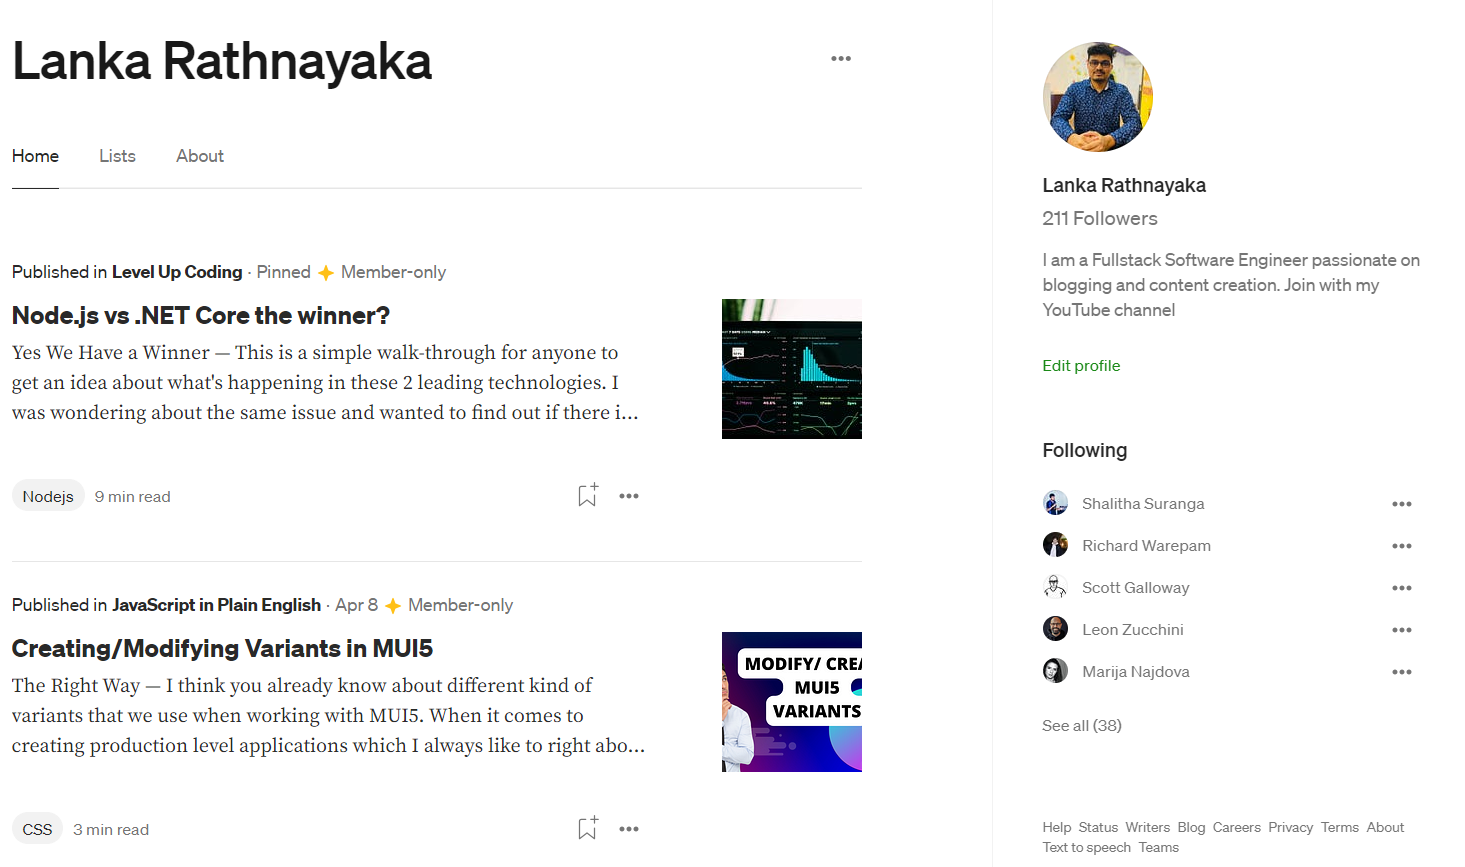 Lanka Rathnayaka
Home Lists About
Published in Level Up Coding · Pinned Member-only
Node.js vs .NET Core the winner?
Yes We Have a Winner — This is a simple walk-through for anyone to
get an idea about what's happening in these 2 leading technologies. I
was wondering about the same issue and wanted to find out if there i...
Nodejs 9 min read
Published in JavaScript in Plain English · Apr 8 Member-only
Creating/Modifying Variants in MUI5
The Right Way — I think you already know about different kind of
variants that we use when working with MUI5. When it comes to
creating production level applications which I always like to right abo...
MODIFY/ CREA
MUI5
VARIANTS
CSS 3 min read
Lanka Rathnayaka
211 Followers
I am a Fullstack Software Engineer passionate on
blogging and content creation. Join with my
YouTube channel
Edit profile
Following
Shalitha Suranga
Richard Warepam
Scott Galloway
Leon Zucchini
Marija Najdova
See all (38)
Help Status Writers Blog Careers Privacy Terms About
Text to speech Teams